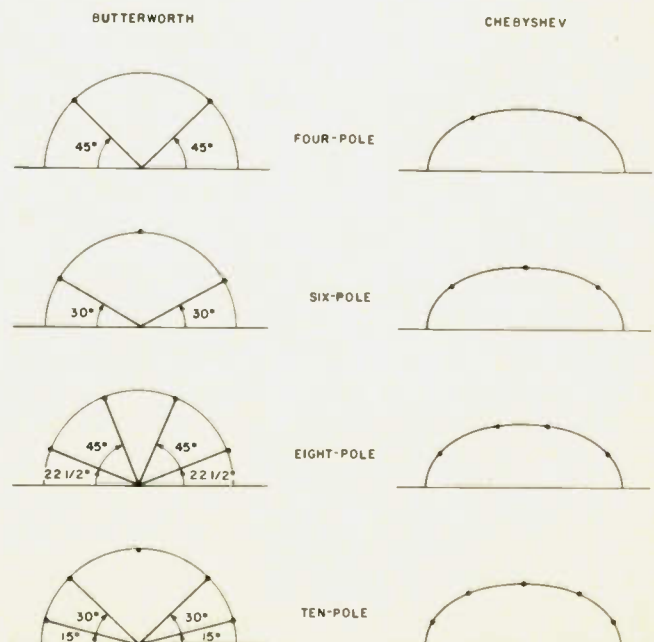 BUTTERWORTH
CHEBYSHEV
45° 45°
FOUR-POLE
30° 30°
SIX-POLE
45° 45°
22 1/2° 22 1/2°
EIGHT-POLE
30° 30°
15° 15°
TEN-POLE